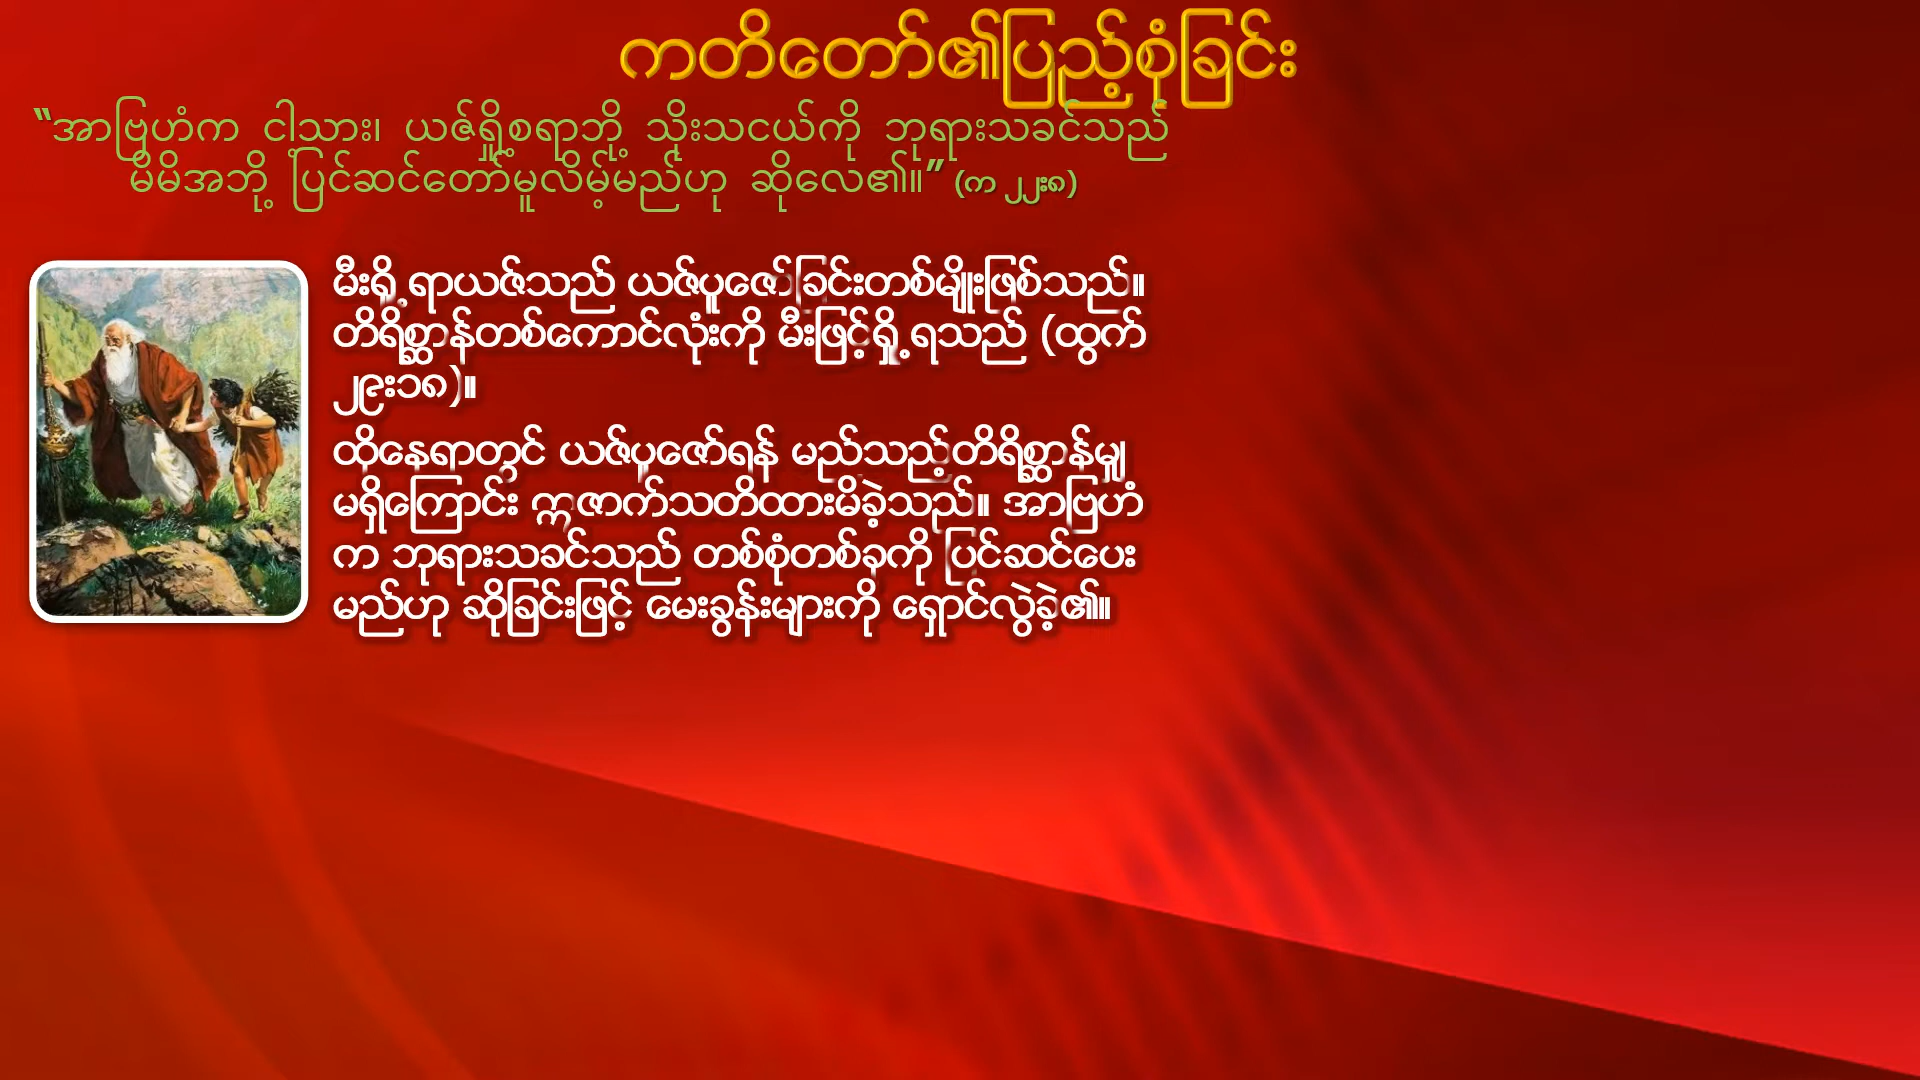 ကတိတော်၏ပြည့်စုံခြင်း
“အာဗြဟံက ငါ့သား၊ ယဇ်ရှို့စရာဘို့ သိုးသငယ်ကို ဘုရားသခင်သည်
မိမိအဘို့ ပြင်ဆင်တော်မူလိမ့်မည်ဟု ဆိုလေ၏။” (က ၂၂း၈)
မီးရှို့ရာယဇ်သည် ယဇ်ပူဇော်ခြင်းတစ်မျိုးဖြစ်သည်။
တိရိစ္ဆာန်တစ်ကောင်လုံးကို မီးဖြင့်ရှို့ရသည် (ထွက်
၂၉း၁၈)။
ထိုနေရာတွင် ယဇ်ပူဇော်ရန် မည်သည့်တိရိစ္ဆာန်မျှ
မရှိကြောင်း ဣဇာက်သတိထားမိခဲ့သည်။ အာဗြဟံ
က ဘုရားသခင်သည် တစ်စုံတစ်ခုကို ပြင်ဆင်ပေး
မည်ဟု ဆိုခြင်းဖြင့် မေးခွန်းများကို ရှောင်လွှဲခဲ့၏။